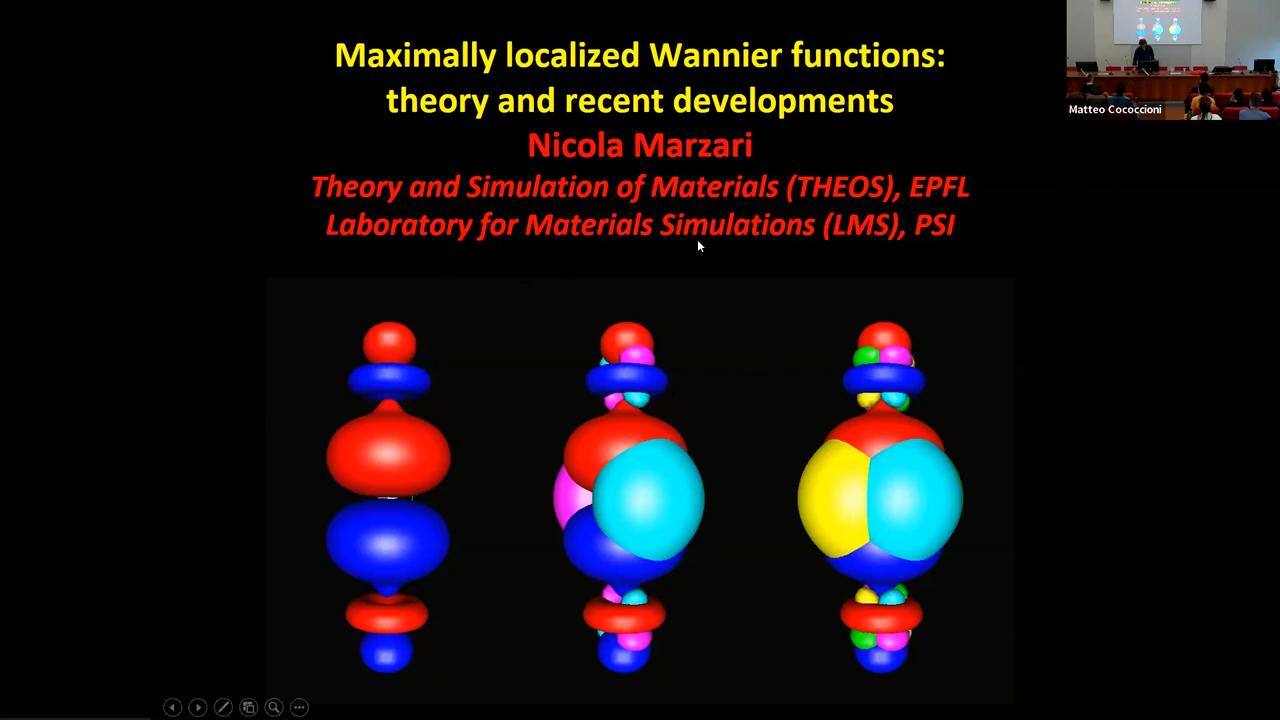 Maximally localized Wannier functions:
theory and recent developments
Nicola Marzari
Theory and Simulation of Materials (THEOS), EPFL
Laboratory for Materials Simulations (LMS), PSI
Matteo Cococcioni